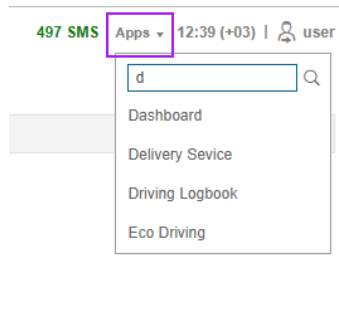 497 SMS Apps 12:39 (+03) | user
d
Dashboard
Delivery Sevice
Driving Logbook
Eco Driving